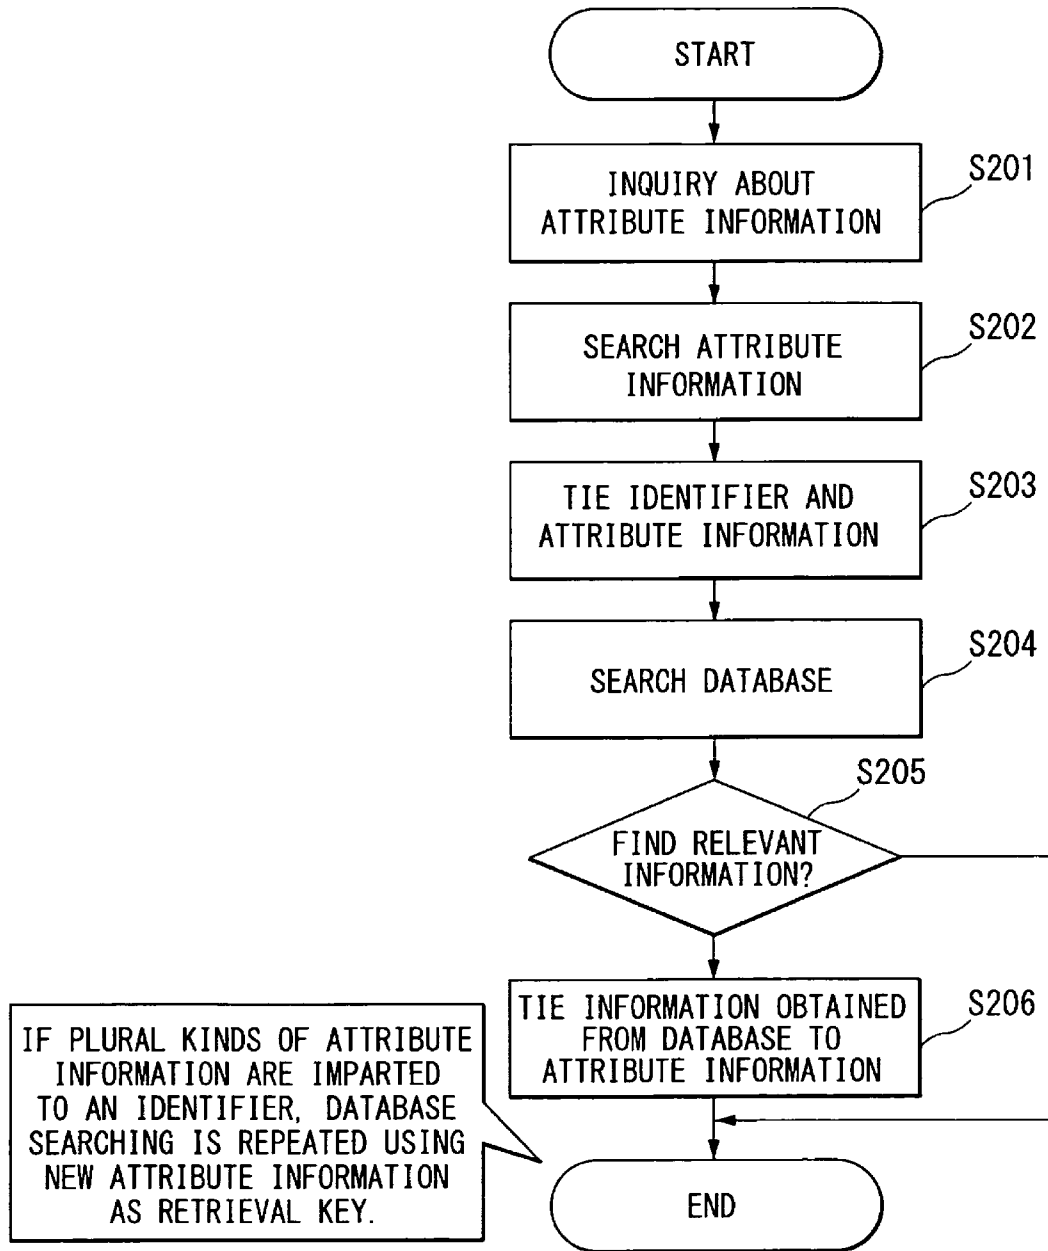 START
S201
INQUIRY ABOUT
ATTRIBUTE INFORMATION
S202
SEARCH ATTRIBUTE
INFORMATION
S203
TIE IDENTIFIER AND
ATTRIBUTE INFORMATION
S204
SEARCH DATABASE
S205
FIND RELEVANT
INFORMATION?
S206
TIE INFORMATION OBTAINED
FROM DATABASE TO
ATTRIBUTE INFORMATION
IF PLURAL KINDS OF ATTRIBUTE
INFORMATION ARE IMPARTED
TO AN IDENTIFIER, DATABASE
SEARCHING IS REPEATED USING
NEW ATTRIBUTE INFORMATION
AS RETRIEVAL KEY.
END